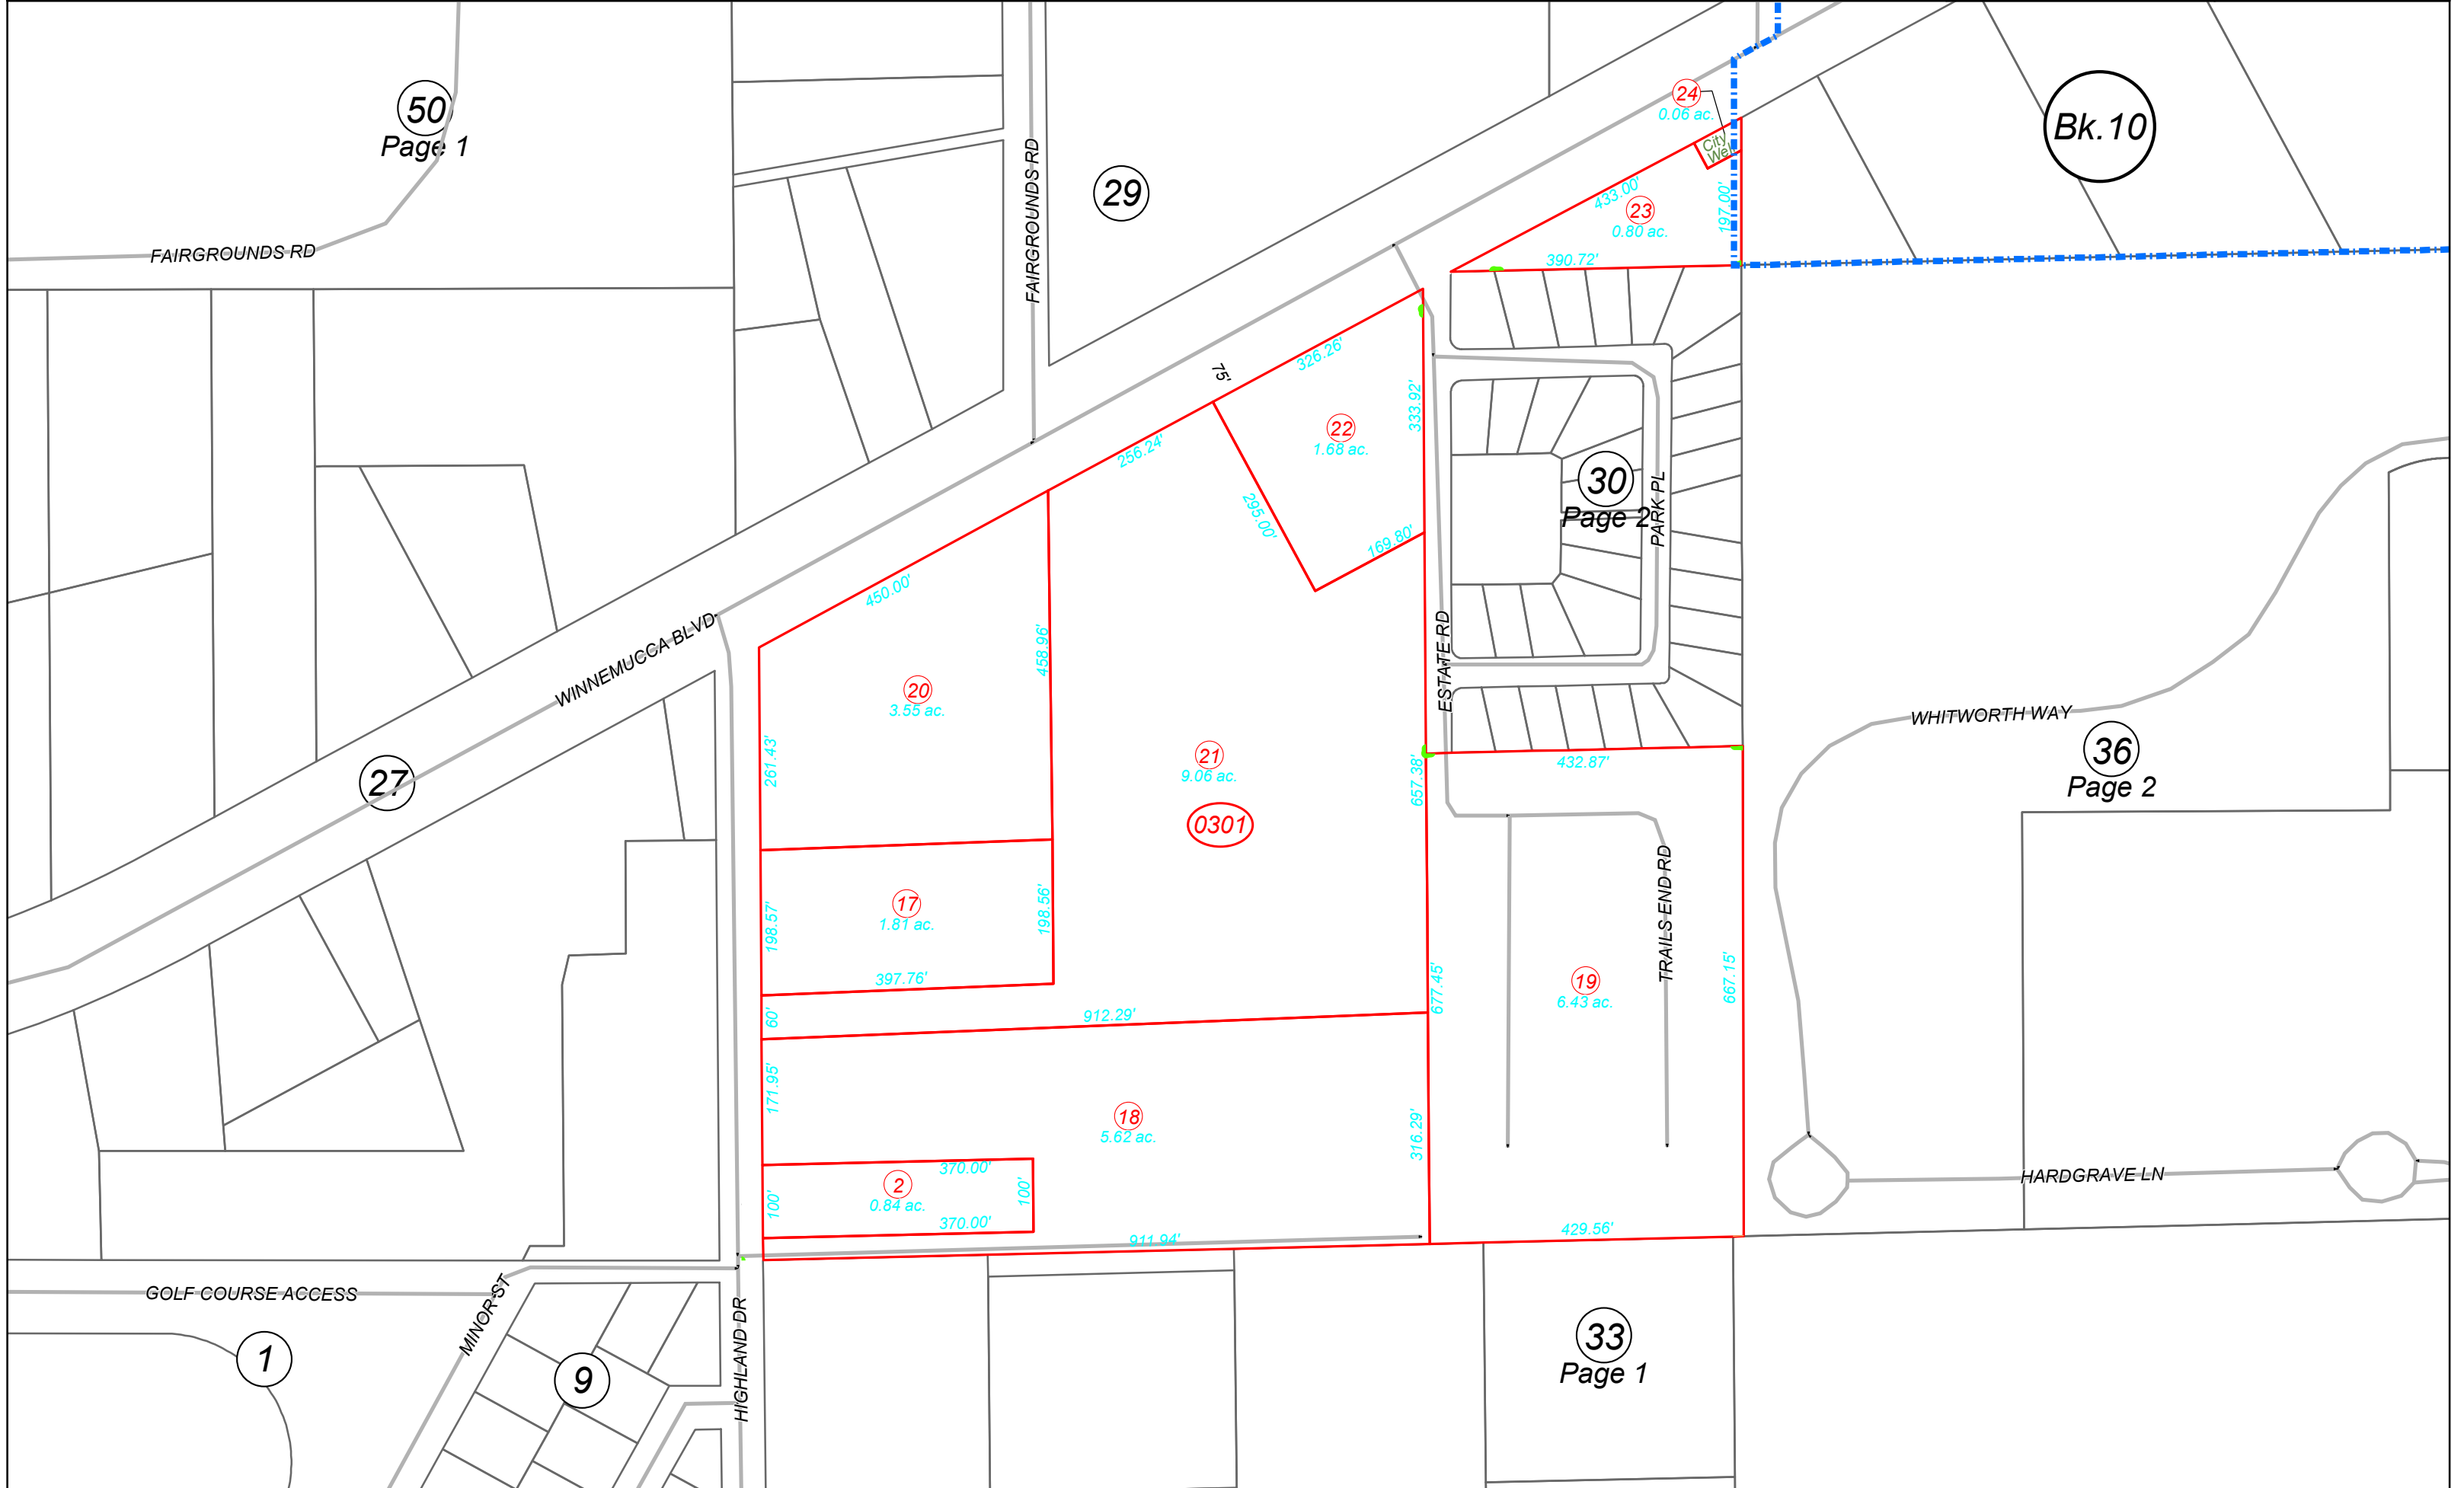 50
Page 1
FAIRGROUNDS RD
FAIRGROUNDS RD
29
24
0.06 ac.
City
Well
Bk.10
433.00'
23
0.80 ac.
197.00'
390.72'
75'
326.26'
333.92'
22
1.68 ac.
256.24'
295.00'
169.80'
30
Page 2
PARK PL
ESTATE RD
450.00'
458.96'
WINNEMUCCA BLVD
20
3.55 ac.
261.43'
27
21
9.06 ac.
0301
657.38'
432.87'
WHITWORTH WAY
36
Page 2
17
1.81 ac.
198.57'
198.56'
397.76'
TRAILS END RD
19
6.43 ac.
677.45'
667.15'
60'
912.29'
171.95'
18
5.62 ac.
316.29'
370.00'
2
0.84 ac.
100'
100'
370.00'
911.94'
429.56'
HARDGRAVE LN
GOLF COURSE ACCESS
MINOR ST
HIGHLAND DR
1
9
33
Page 1